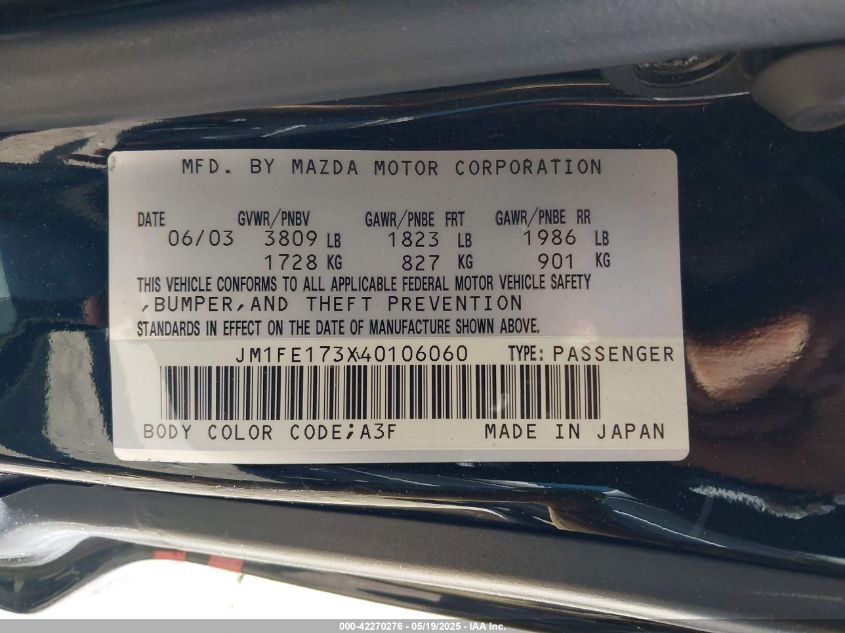 MFD. BY MAZDA MOTOR CORPORATION
DATE GVWR/PNBV GAWR/PNBE FRT GAWR/PNBE RR
06/03 3809 LB 1823 LB 1986 LB
1728 KG 827 KG 901 KG
THIS VEHICLE CONFORMS TO ALL APPLICABLE FEDERAL MOTOR VEHICLE SAFETY
,BUMPER,AND THEFT PREVENTION
STANDARDS IN EFFECT ON THE DATE OF MANUFACTURE SHOWN ABOVE.
JM1FE173X40106060 TYPE: PASSENGER
BODY COLOR CODE;A3F MADE IN JAPAN
000-42270276 - 05/19/2025 - IAA Inc.